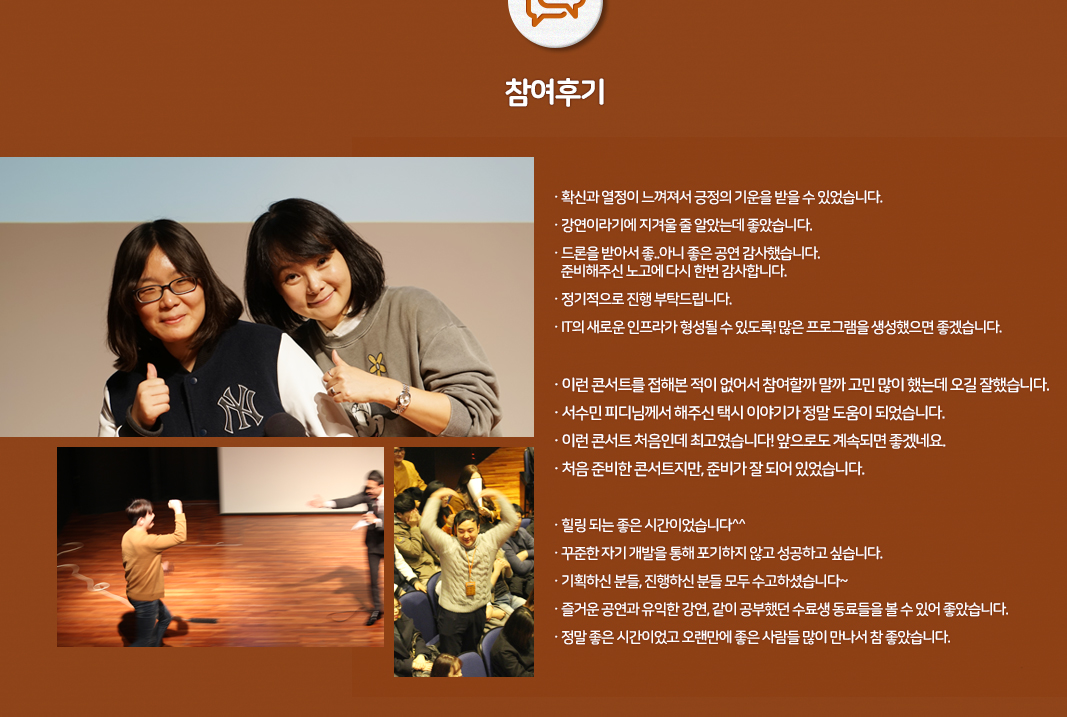 참여후기
· 확신과 열정이 느껴져서 긍정의 기운을 받을 수 있었습니다.
· 강연이라기에 지겨울 줄 알았는데 좋았습니다.
· 드론을 받아서 좋..아니 좋은 공연 감사했습니다.
준비해주신 노고에 다시 한번 감사합니다.
· 정기적으로 진행 부탁드립니다.
· IT의 새로운 인프라가 형성될 수 있도록! 많은 프로그램을 생성했으면 좋겠습니다.
· 이런 콘서트를 접해본 적이 없어서 참여할까 말까 고민 많이 했는데 오길 잘했습니다.
· 서수민 피디님께서 해주신 택시 이야기가 정말 도움이 되었습니다.
· 이런 콘서트 처음인데 최고였습니다! 앞으로도 계속되면 좋겠네요.
· 처음 준비한 콘서트지만, 준비가 잘 되어 있었습니다.
· 힐링 되는 좋은 시간이었습니다^^
· 꾸준한 자기 개발을 통해 포기하지 않고 성공하고 싶습니다.
· 기획하신 분들, 진행하신 분들 모두 수고하셨습니다~
· 즐거운 공연과 유익한 강연, 같이 공부했던 수료생 동료들을 볼 수 있어 좋았습니다.
· 정말 좋은 시간이었고 오랜만에 좋은 사람들 많이 만나서 참 좋았습니다.
NY